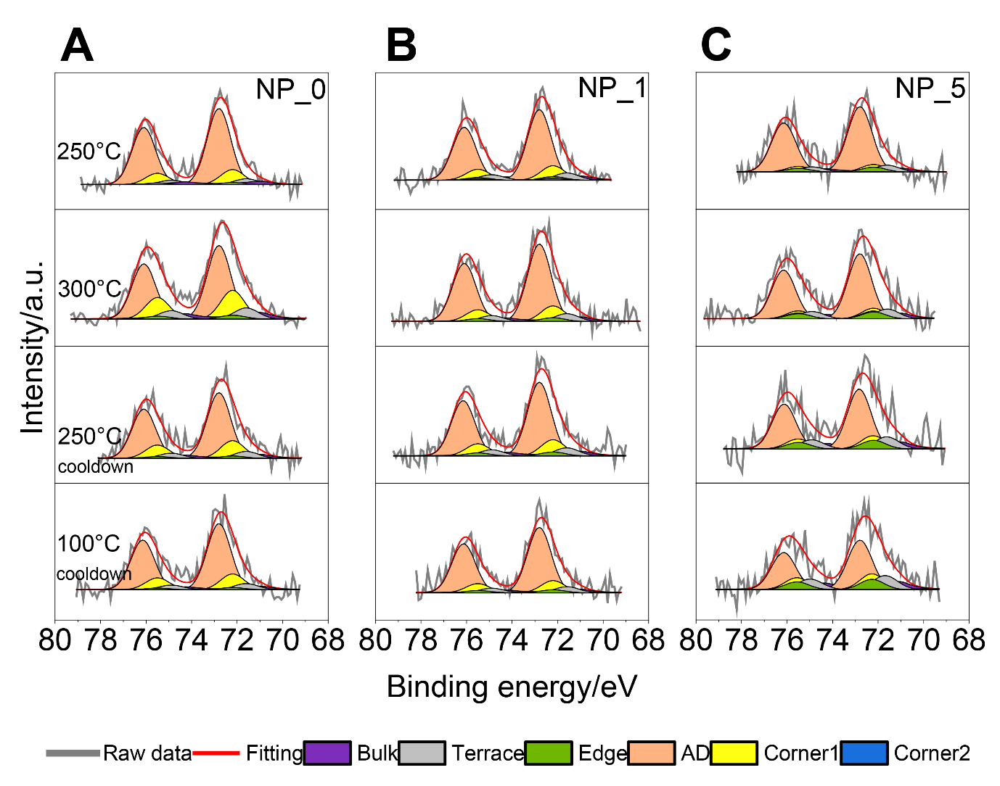 A B C
NP_0 NP_1 NP_5
250°C
300°C
250°C
cooldown
100°C
cooldown
Intensity/a.u.
80 78 76 74 72 70 68 80 78 76 74 72 70 68 80 78 76 74 72 70 68
Binding energy/eV
Raw data Fitting Bulk Terrace Edge AD Corner1 Corner2